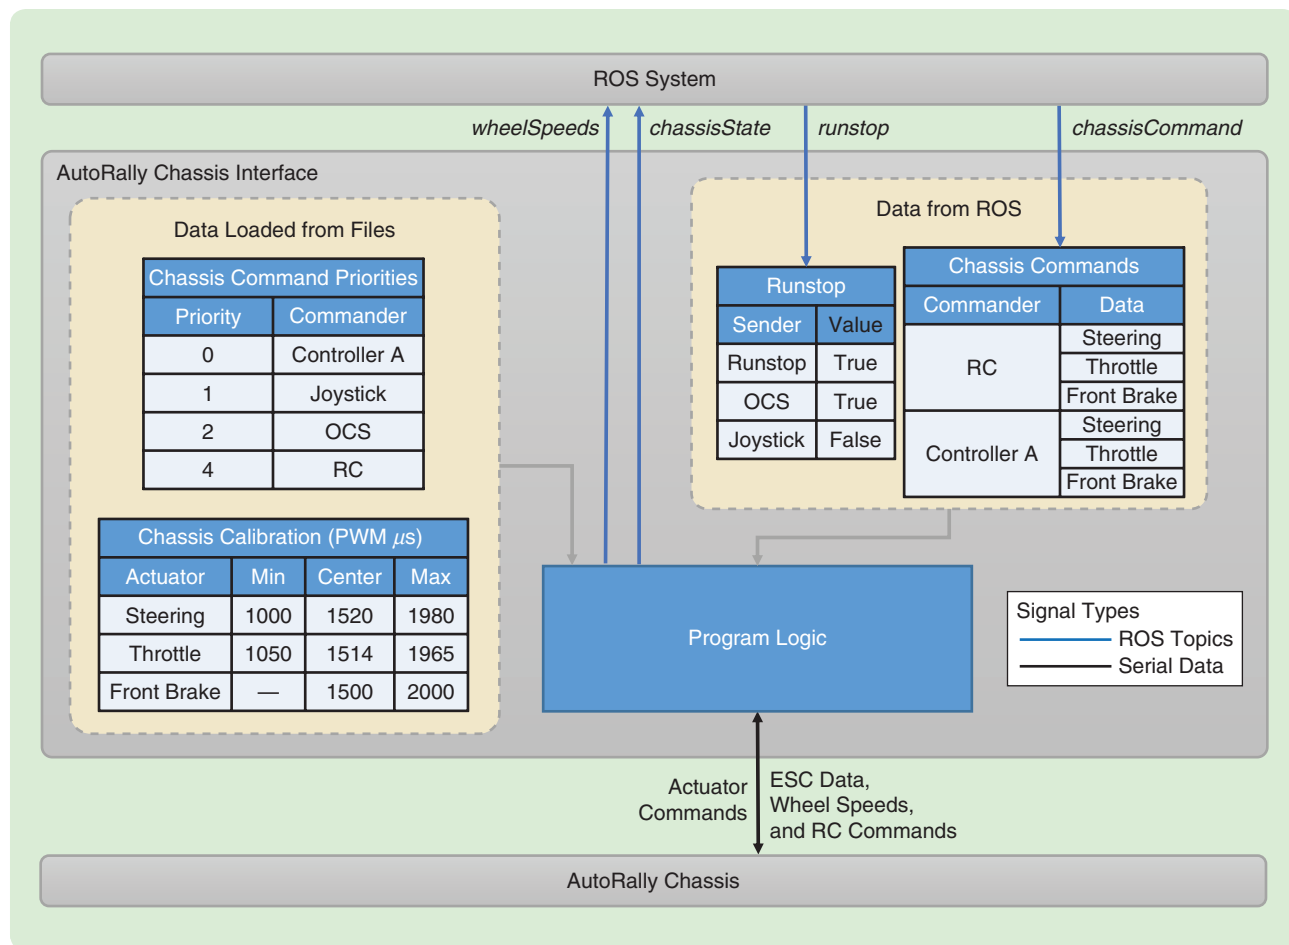 ROS System
wheelSpeeds
chassisState
runstop
chassisCommand
AutoRally Chassis Interface
Data Loaded from Files
Chassis Command Priorities
Priority Commander
0 Controller A
1 Joystick
2 OCS
4 RC
Chassis Calibration (PWM μs)
Actuator Min Center Max
Steering 1000 1520 1980
Throttle 1050 1514 1965
Front Brake — 1500 2000
Data from ROS
Runstop
Sender Value
Runstop True
OCS True
Joystick False
Chassis Commands
Commander Data
RC
Steering
Throttle
Front Brake
Controller A
Steering
Throttle
Front Brake
Program Logic
Signal Types
ROS Topics
Serial Data
Actuator
Commands
ESC Data,
Wheel Speeds,
and RC Commands
AutoRally Chassis